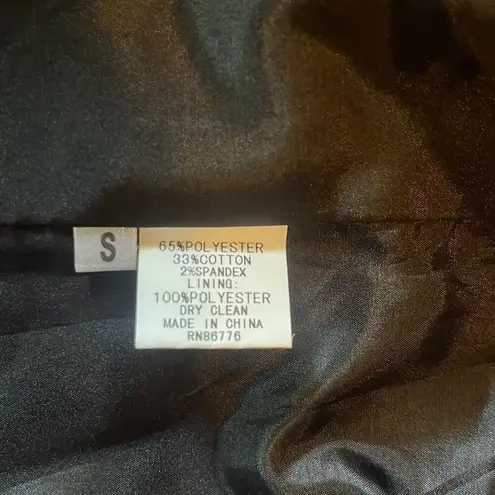 S
65%POLYESTER
33%COTTON
2%SPANDEX
LINING:
100%POLYESTER
DRY CLEAN
MADE IN CHINA
RN86776